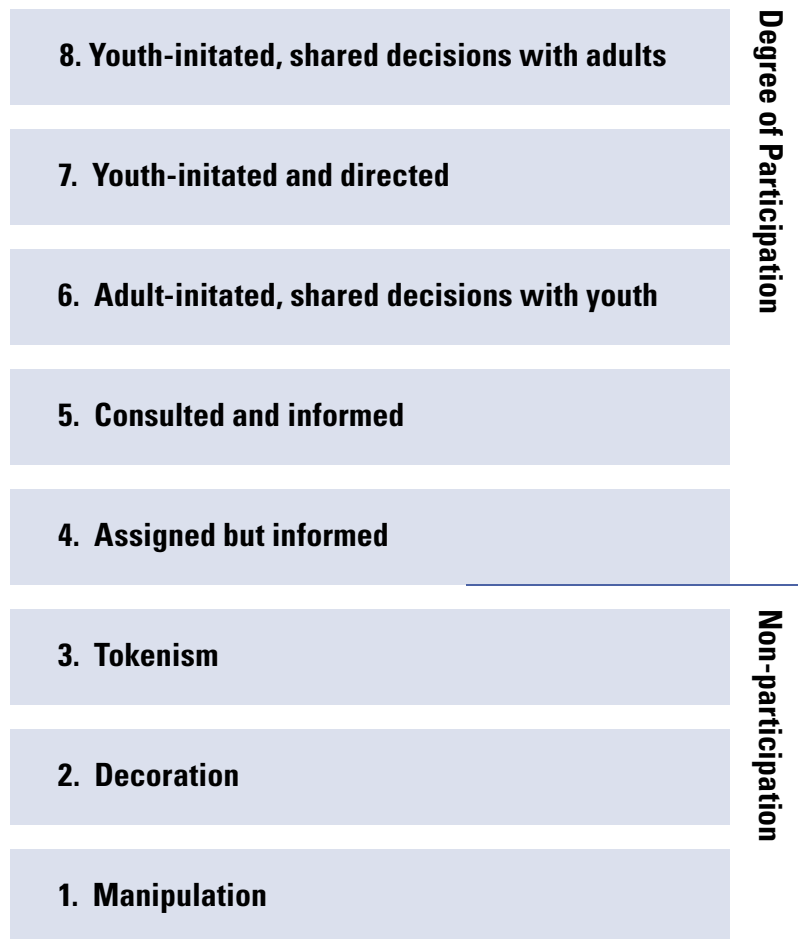 8. Youth-initated, shared decisions with adults
7. Youth-initated and directed
6. Adult-initated, shared decisions with youth
5. Consulted and informed
4. Assigned but informed
Degree of Participation
3. Tokenism
2. Decoration
1. Manipulation
Non-participation